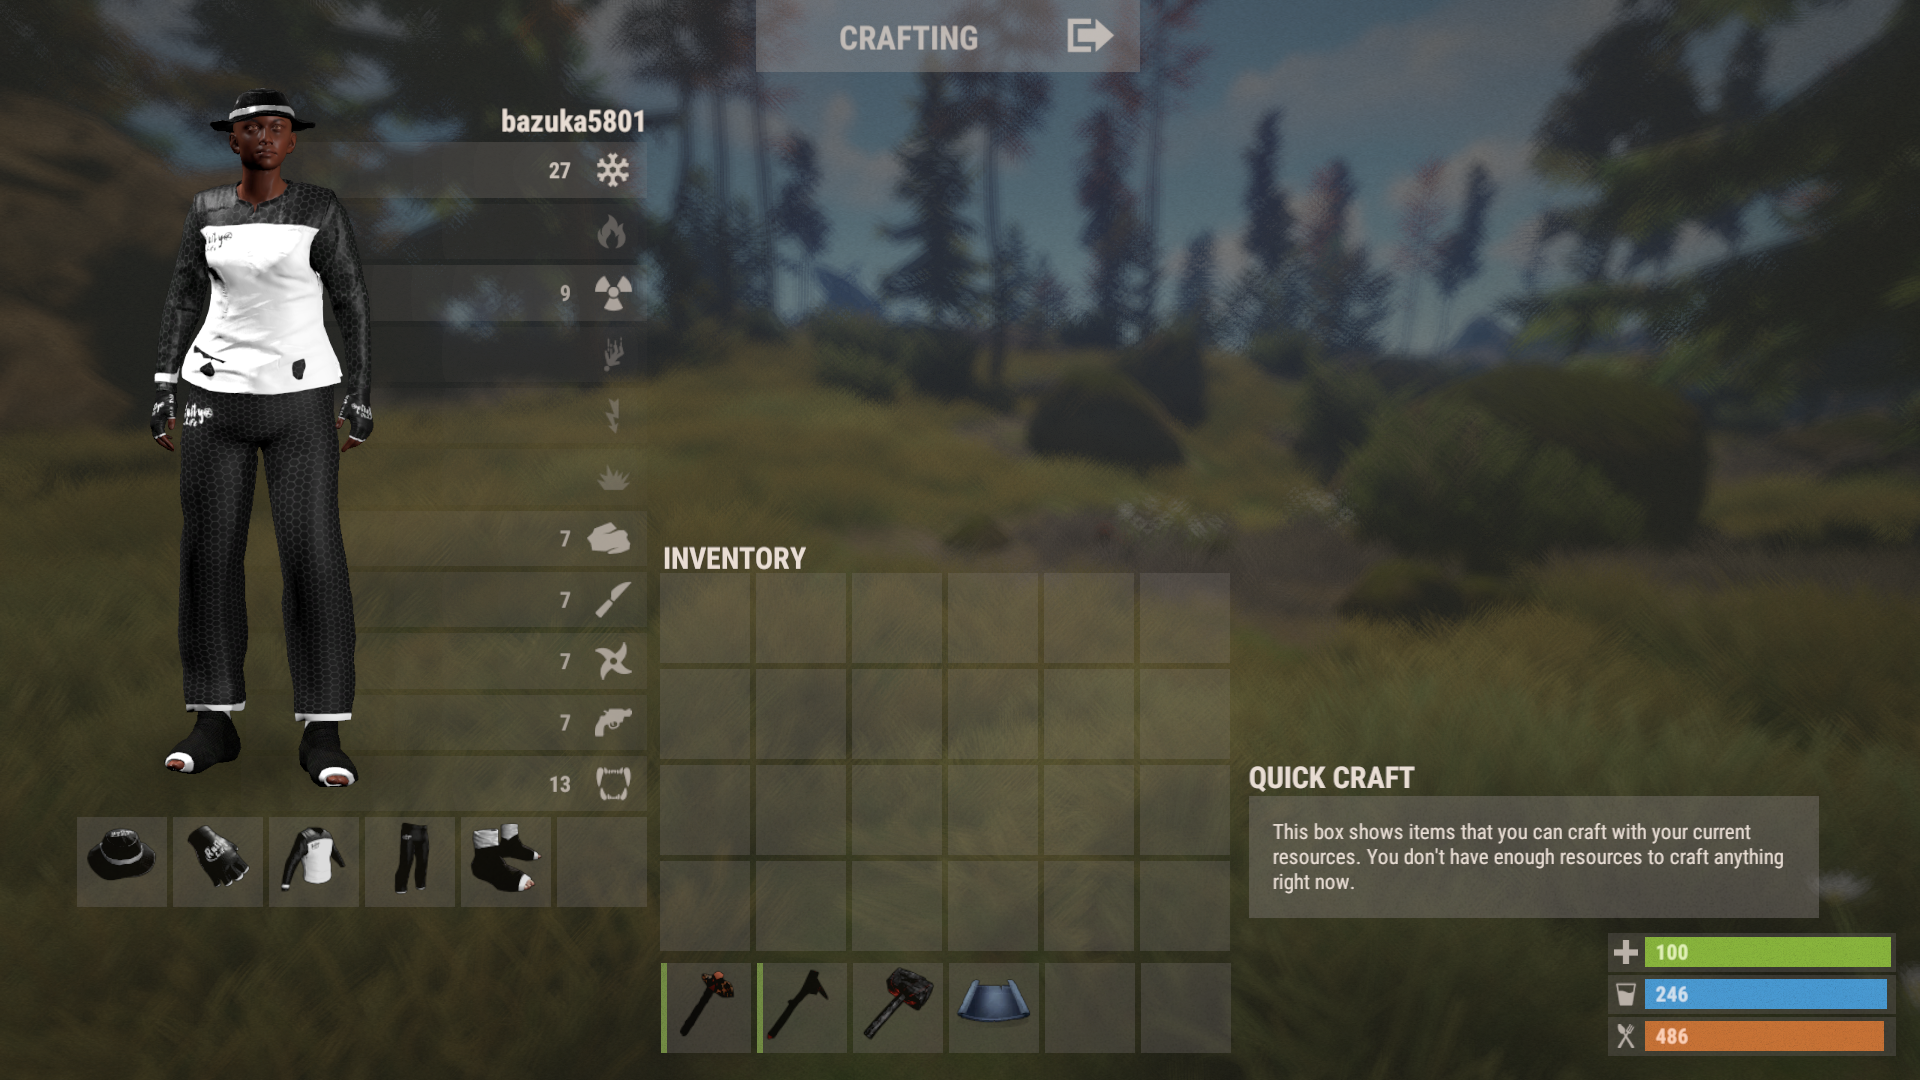 CRAFTING
bazuka5801
27
9
7
7
7
7
13
INVENTORY
QUICK CRAFT
This box shows items that you can craft with your current
resources. You don't have enough resources to craft anything
right now.
100
246
486